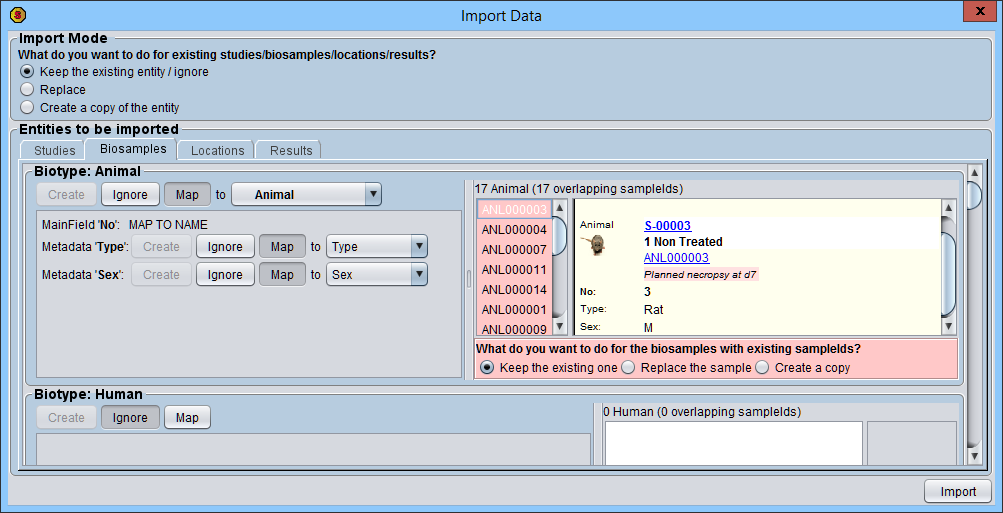 Import Data
Import Mode
What do you want to do for existing studies/biosamples/locations/results?
Keep the existing entity / ignore
Replace
Create a copy of the entity
Entities to be imported
Studies Biosamples Locations Results
Biotype: Animal
Create Ignore Map to Animal
MainField 'No': MAP TO NAME
Metadata 'Type': Create Ignore Map to Type
Metadata 'Sex': Create Ignore Map to Sex
17 Animal (17 overlapping sampleIds)
ANL000003
ANL000004
ANL000007
ANL000011
ANL000014
ANL000001
ANL000009
Animal S-00003
1 Non Treated
ANL000003
Planned necropsy at d7
No: 3
Type: Rat
Sex: M
What do you want to do for the biosamples with existing sampleIds?
Keep the existing one Replace the sample Create a copy
Biotype: Human
Create Ignore Map
0 Human (0 overlapping sampleIds)
Import